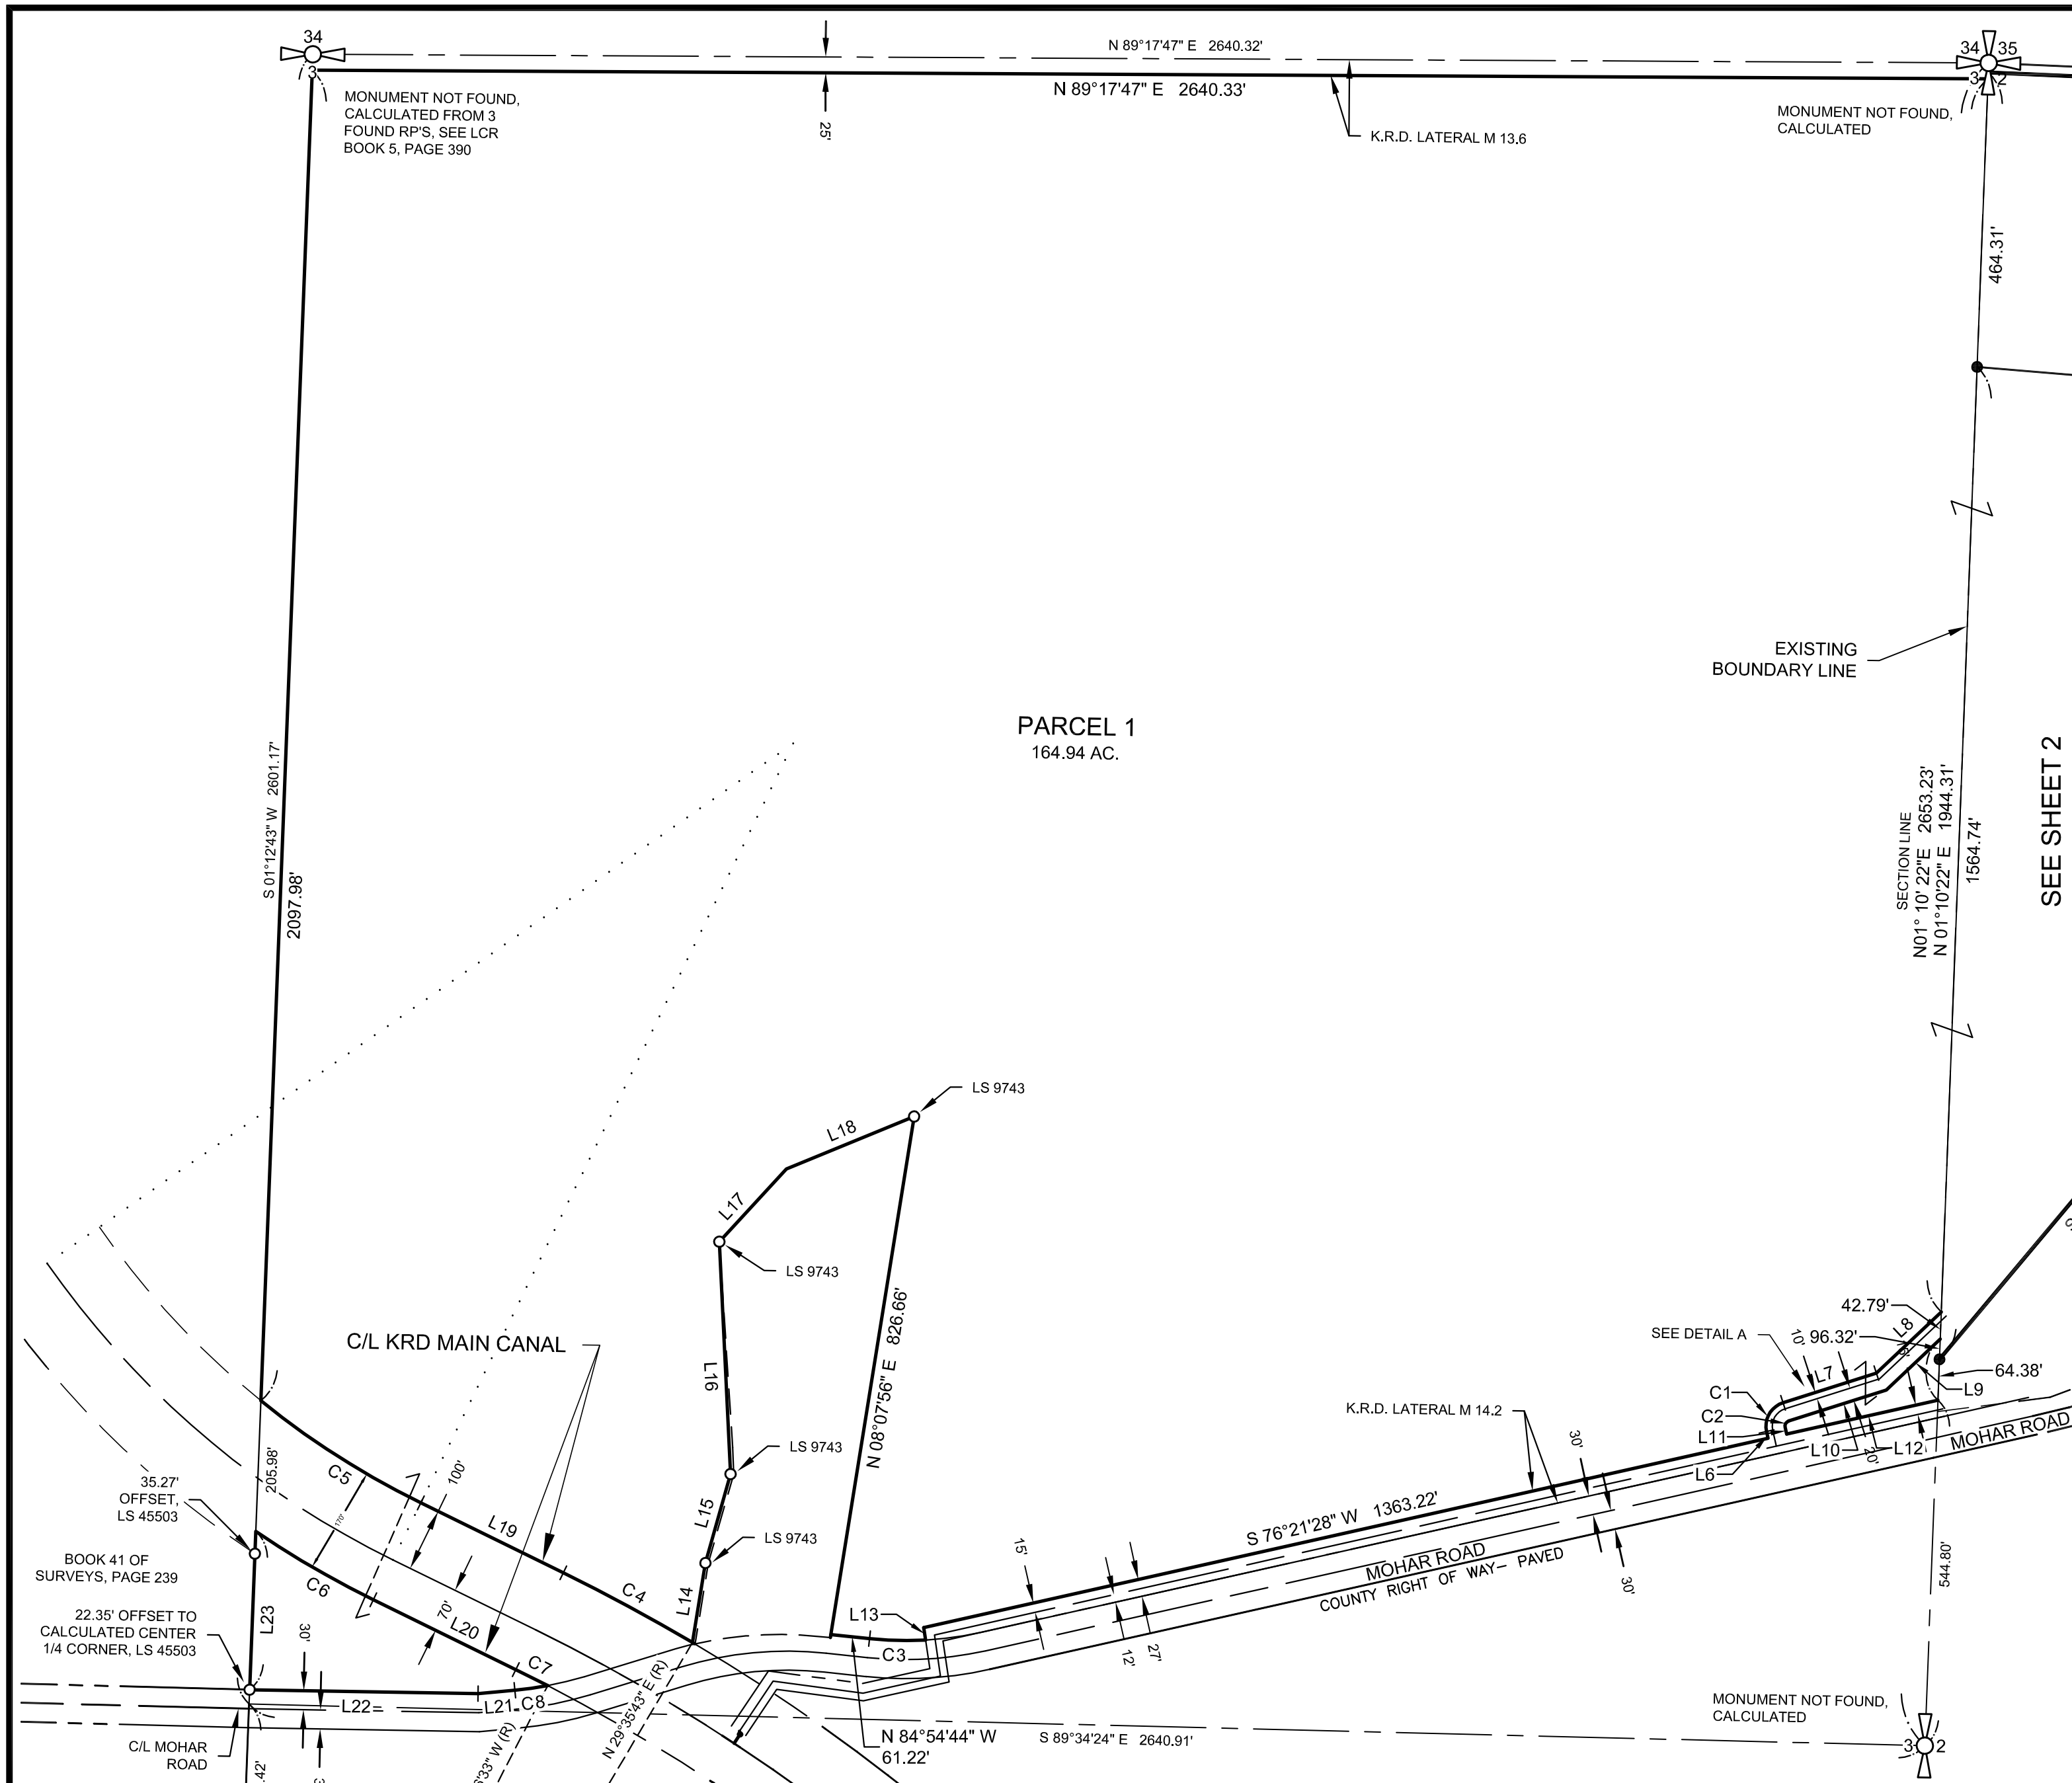 34
N 89°17'47" E 2640.32'
34 35
3
3 2
N 89°17'47" E 2640.33'
MONUMENT NOT FOUND,
CALCULATED FROM 3
FOUND RP'S, SEE LCR
BOOK 5, PAGE 390
25'
K.R.D. LATERAL M 13.6
MONUMENT NOT FOUND,
CALCULATED
464.31'
EXISTING
BOUNDARY LINE
PARCEL 1
164.94 AC.
S 01°12'43" W 2601.17'
2097.98'
SECTION LINE
N01° 10' 22"E 2653.23'
N 01°10'22" E 1944.31'
1564.74'
SEE SHEET 2
LS 9743
L18
L17
LS 9743
N 08°07'56" E 826.66'
L16
C/L KRD MAIN CANAL
42.79'
L8
SEE DETAIL A
10'
96.32'
L7
64.38'
L9
C1
C2
L11
L10
L12
20'
L6
MOHAR ROAD
K.R.D. LATERAL M 14.2
30'
LS 9743
C5
100'
205.98'
170'
35.27'
OFFSET,
LS 45503
L19
L15
LS 9743
S 76°21'28" W 1363.22'
15'
MOHAR ROAD
COUNTY RIGHT OF WAY– PAVED
30'
544.80'
BOOK 41 OF
SURVEYS, PAGE 239
C6
C4
L14
70'
L20
L13
22.35' OFFSET TO
CALCULATED CENTER
1/4 CORNER, LS 45503
L23
30'
C3
12'
27'
C7
L22
L21
C8
N 29°35'43" E (R)
6'33" W (R)
N 84°54'44" W
61.22'
S 89°34'24" E 2640.91'
MONUMENT NOT FOUND,
CALCULATED
3 2
C/L MOHAR
ROAD
.42'